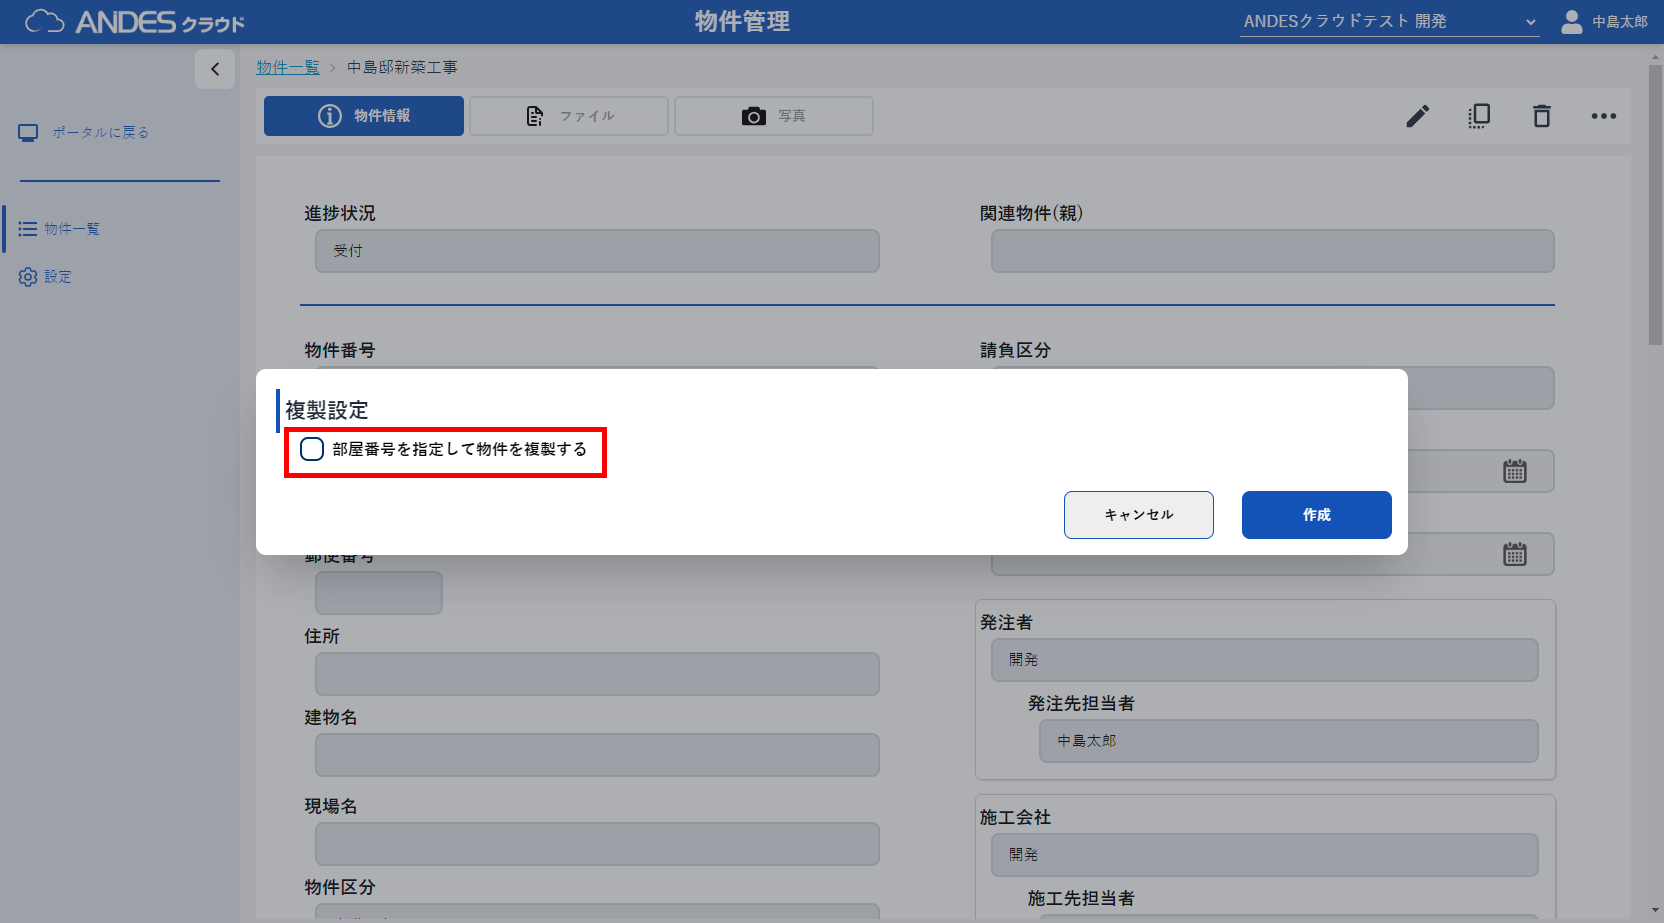 ANDES クラウド
物件管理
ANDESクラウドテスト 開発
中島太郎
物件一覧
中島邸新築工事
ポータルに戻る
物件一覧
設定
物件情報
ファイル
写真
進捗状況
受付
関連物件(親)
物件番号
請負区分
複製設定
部屋番号を指定して物件を複製する
キャンセル
作成
郵便番号
住所
建物名
現場名
物件区分
発注者
開発
発注先担当者
中島太郎
施工会社
開発
施工先担当者